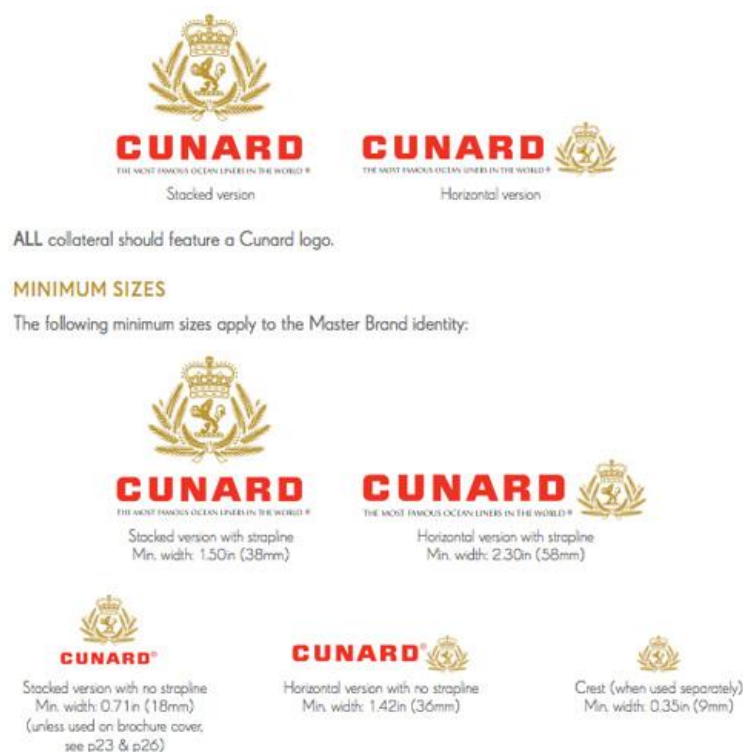 CUNARD
THE MOST FAMOUS OCEAN LINERS IN THE WORLD ®
Stacked version
CUNARD
THE MOST FAMOUS OCEAN LINERS IN THE WORLD ®
Horizontal version
ALL collateral should feature a Cunard logo.
MINIMUM SIZES
The following minimum sizes apply to the Master Brand identity:
CUNARD
THE MOST FAMOUS OCEAN LINERS IN THE WORLD ®
Stacked version with strapline
Min. width: 1.50in (38mm)
CUNARD
THE MOST FAMOUS OCEAN LINERS IN THE WORLD ®
Horizontal version with strapline
Min. width: 2.30in (58mm)
CUNARD®
Stacked version with no strapline
Min. width: 0.71in (18mm)
(unless used on brochure cover,
see p23 & p26)
CUNARD®
Horizontal version with no strapline
Min. width: 1.42in (36mm)
Crest (when used separately)
Min. width: 0.35in (9mm)